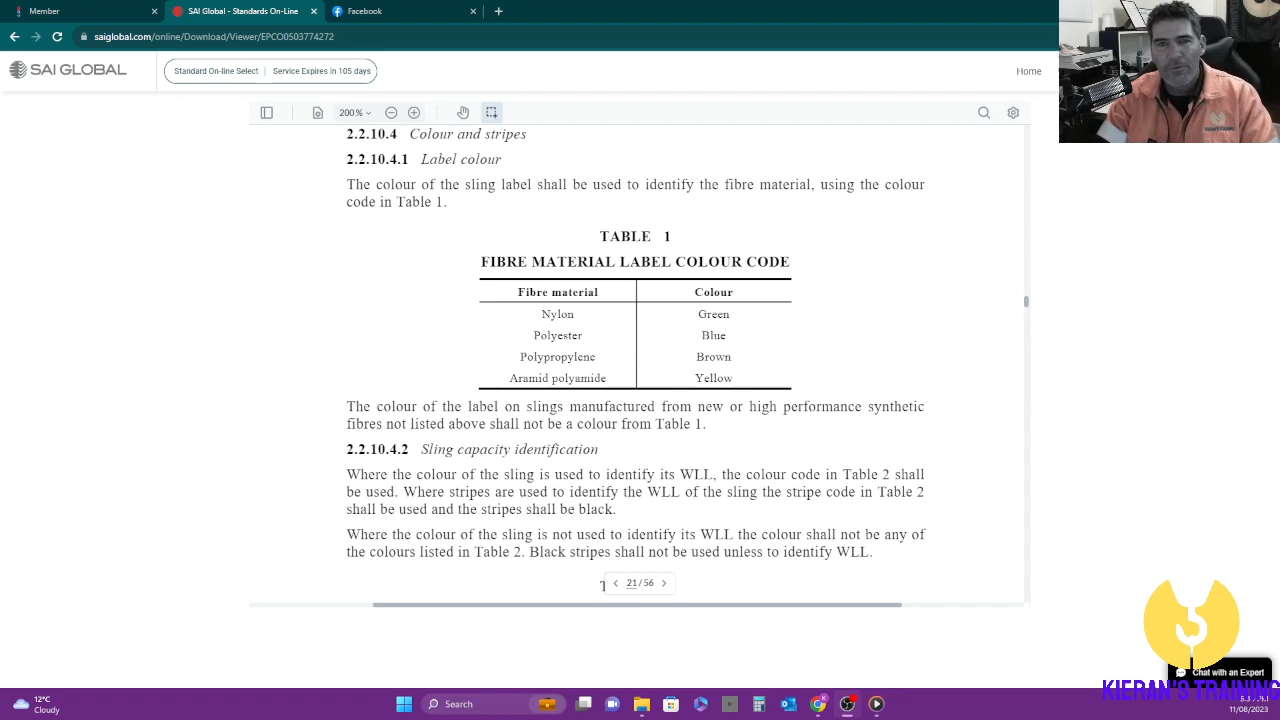 Member
SAI Global - Standards On-line
Facebook
saiglobal.com/online/Download/Viewer/EPCO0503774272
SAI GLOBAL
Standard On-line Select | Service Expires in 105 days
Home
200 %
2.2.10.4 Colour and stripes
2.2.10.4.1 Label colour
The colour of the sling label shall be used to identify the fibre material, using the colour
code in Table 1.
TABLE 1
FIBRE MATERIAL LABEL COLOUR CODE
Fibre material Colour
Nylon Green
Polyester Blue
Polypropylene Brown
Aramid polyamide Yellow
The colour of the label on slings manufactured from new or high performance synthetic
fibres not listed above shall not be a colour from Table 1.
2.2.10.4.2 Sling capacity identification
Where the colour of the sling is used to identify its WLL, the colour code in Table 2 shall
be used. Where stripes are used to identify the WLL of the sling the stripe code in Table 2
shall be used and the stripes shall be black.
Where the colour of the sling is not used to identify its WLL the colour shall not be any of
the colours listed in Table 2. Black stripes shall not be used unless to identify WLL.
21 / 56
Chat with an Expert
KIERAN'S TRAINING
12°C
Cloudy
Search
11/08/2023